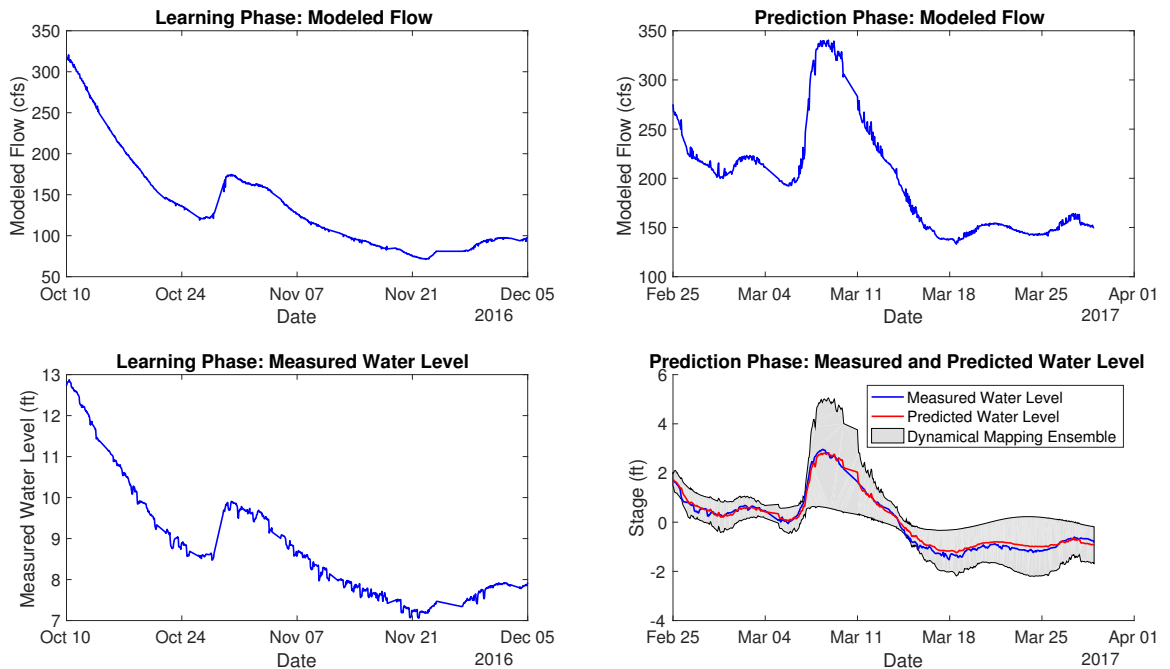 Learning Phase: Modeled Flow
350
300
250
200
150
100
50
Modeled Flow (cfs)
Oct 10 Oct 24 Nov 07 Nov 21 Dec 05
Date 2016
Prediction Phase: Modeled Flow
350
300
250
200
150
100
Modeled Flow (cfs)
Feb 25 Mar 04 Mar 11 Mar 18 Mar 25 Apr 01
Date 2017
Learning Phase: Measured Water Level
13
12
11
10
9
8
7
Measured Water Level (ft)
Oct 10 Oct 24 Nov 07 Nov 21 Dec 05
Date 2016
Prediction Phase: Measured and Predicted Water Level
6
4
2
0
-2
-4
Stage (ft)
Measured Water Level
Predicted Water Level
Dynamical Mapping Ensemble
Feb 25 Mar 04 Mar 11 Mar 18 Mar 25 Apr 01
Date 2017